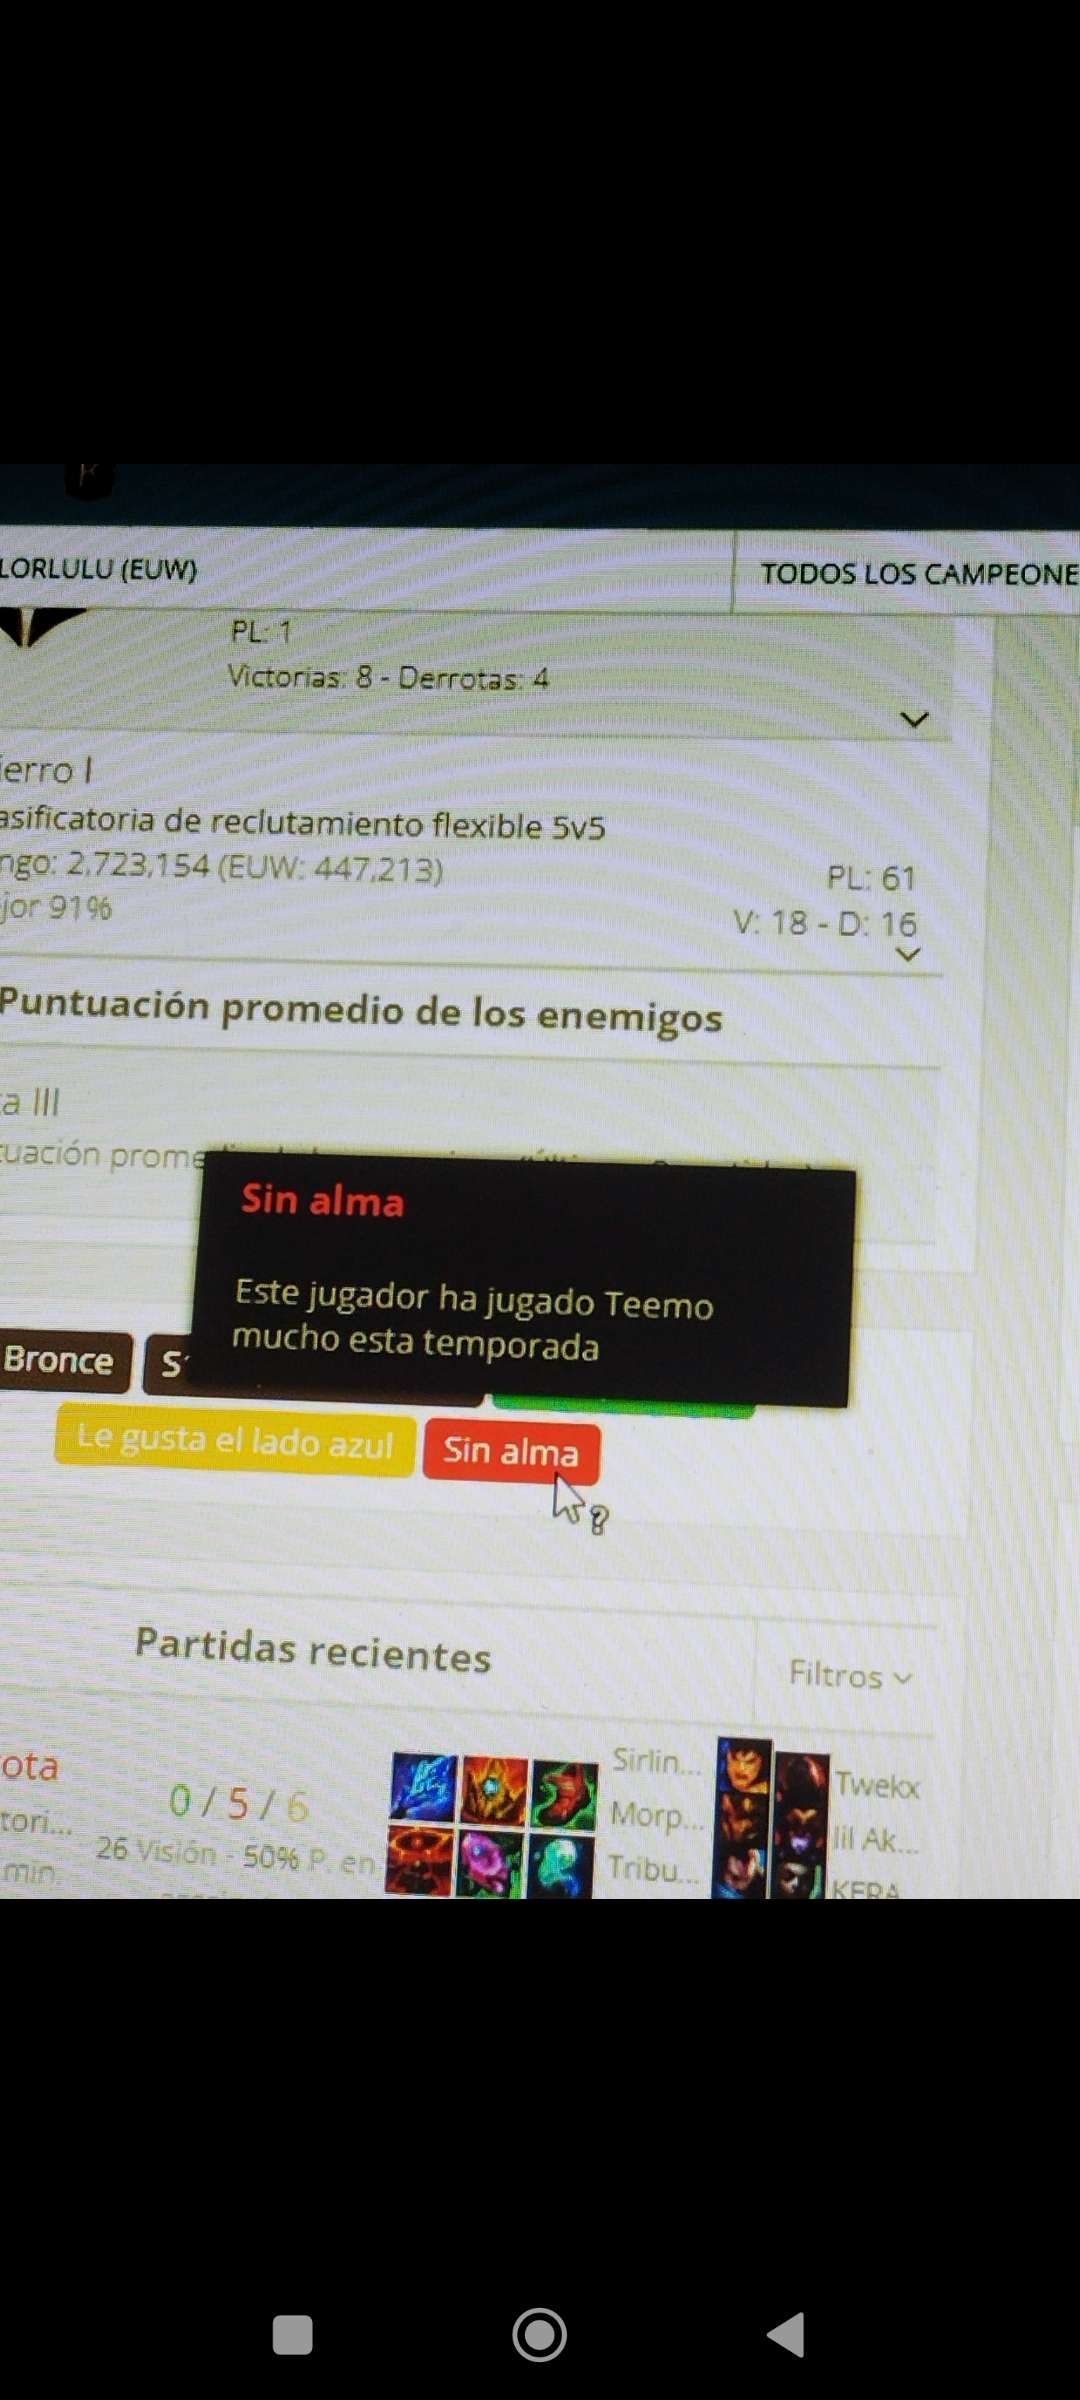 LORLULU (EUW)
TODOS LOS CAMPEONE
PL: 1
Victorias: 8 - Derrotas: 4
ierro I
asificatoria de reclutamiento flexible 5v5
ngo: 2,723,154 (EUW: 447,213)
PL: 61
jor 91%
V: 18 - D: 16
Puntuación promedio de los enemigos
a III
tuación prome
Sin alma
Este jugador ha jugado Teemo
mucho esta temporada
Bronce
Le gusta el lado azul
Sin alma
Partidas recientes
Filtros
ota
0 / 5 / 6
tori...
26 Visión - 50% P. en
min.
Sirlin...
Morp...
Tribu...
Twekx
lil Ak...
KERA